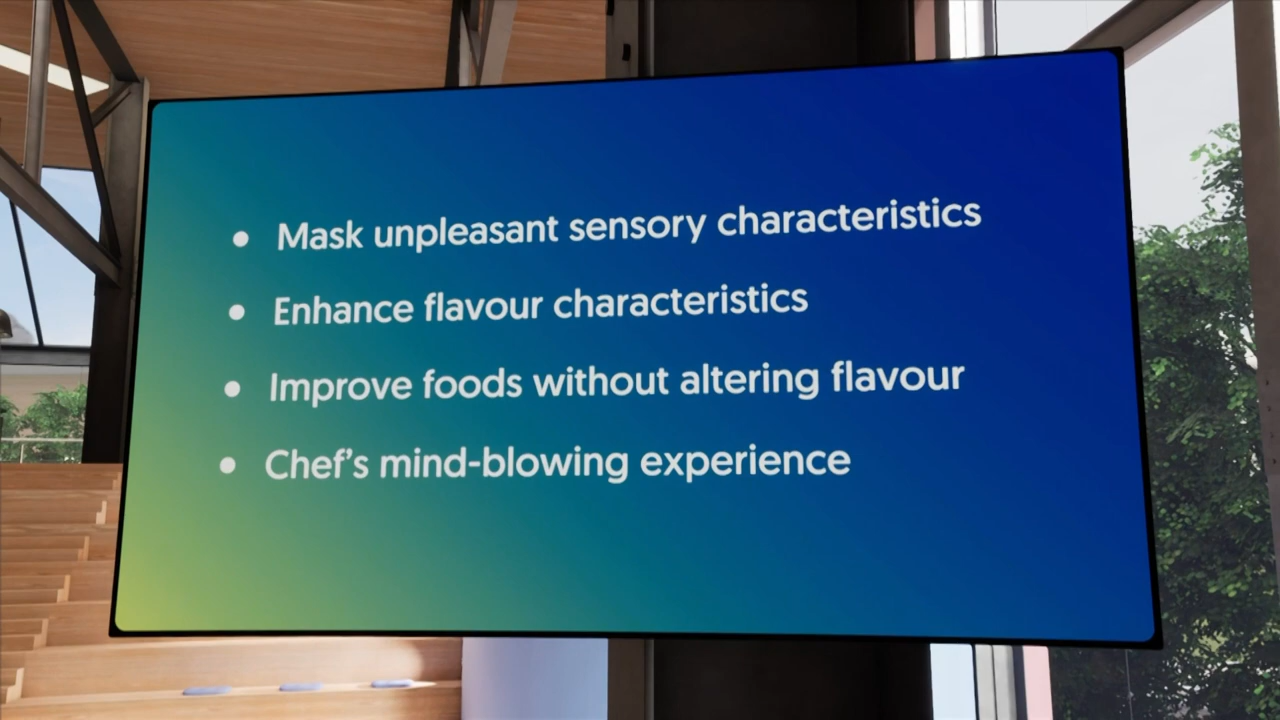 • Mask unpleasant sensory characteristics
• Enhance flavour characteristics
• Improve foods without altering flavour
• Chef's mind-blowing experience